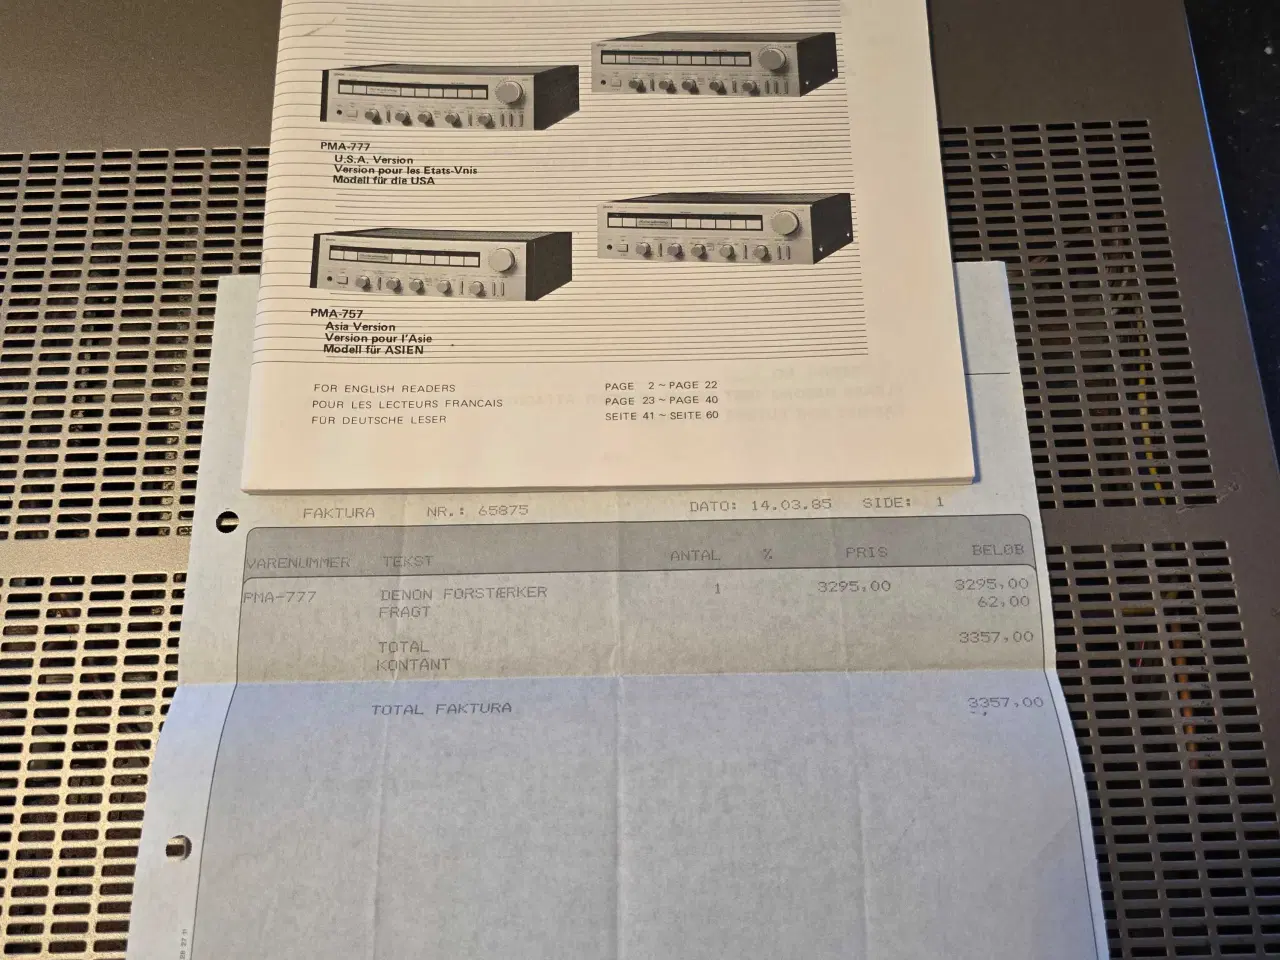 PMA-777
U.S.A. Version
Version pour les Etats-Vnis
Modell für die USA
PMA-757
Asia Version
Version pour l'Asie
Modell für ASIEN
FOR ENGLISH READERS PAGE 2 ~ PAGE 22
POUR LES LECTEURS FRANCAIS PAGE 23 ~ PAGE 40
FÜR DEUTSCHE LESER SEITE 41 ~ SEITE 60
FAKTURA NR.: 65875 DATO: 14.03.85 SIDE: 1
VARENUMMER TEKST ANTAL % PRIS BELØB
PMA-777 DENON FORSTÆRKER 1 3295,00 3295,00
FRAGT 62,00
TOTAL 3357,00
KONTANT
TOTAL FAKTURA 3357,00